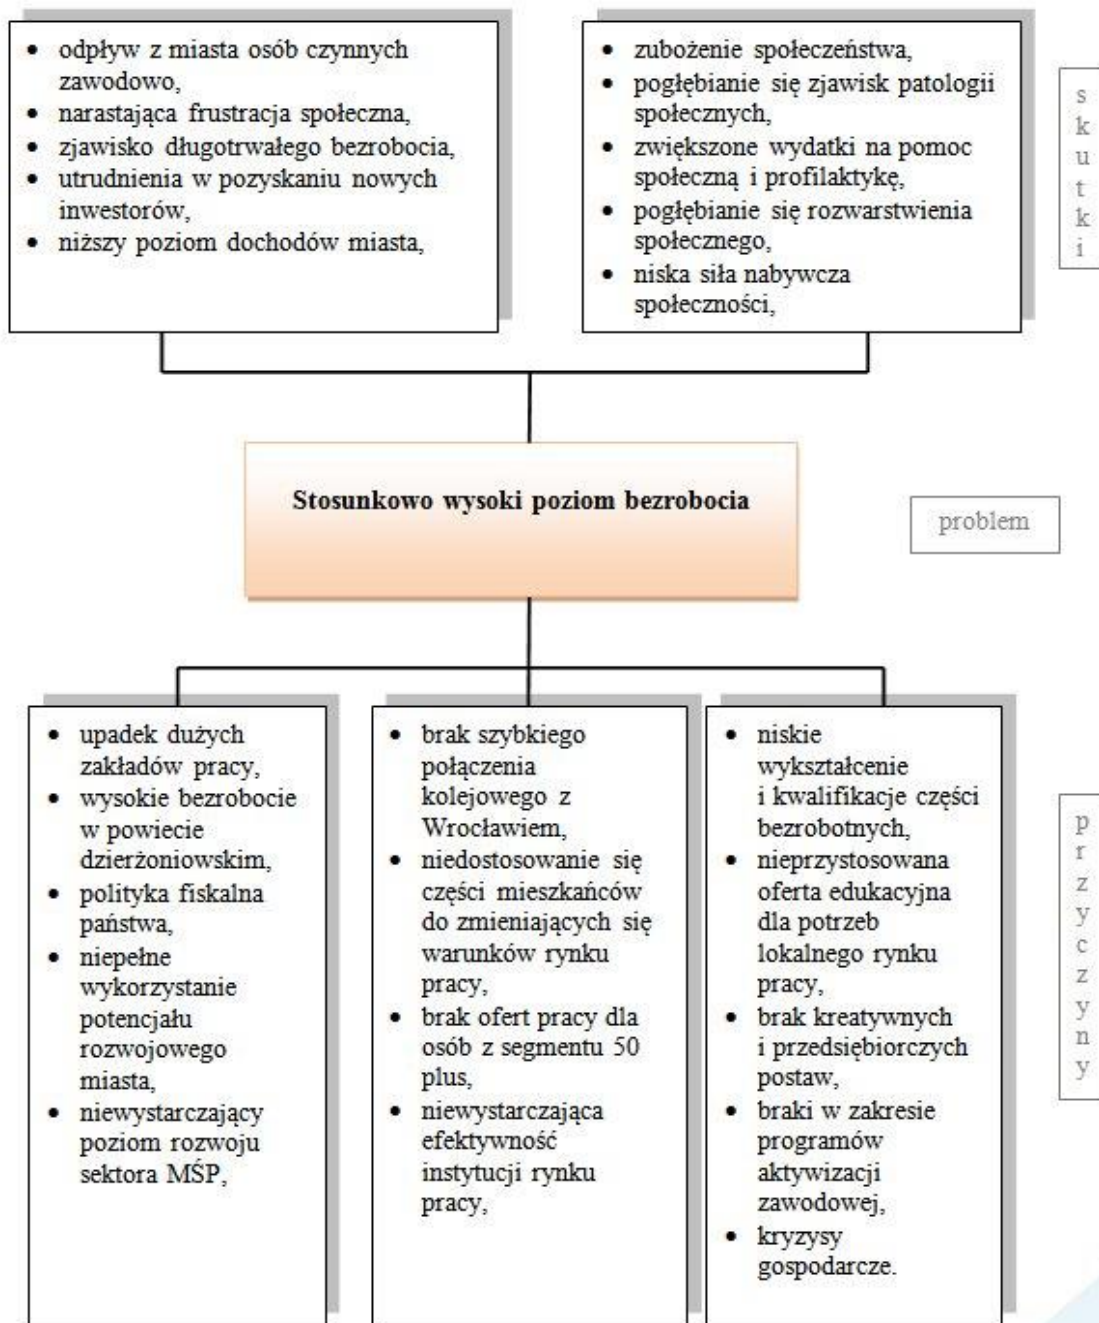 • odpływ z miasta osób czynnych
zawodowo,
• narastająca frustracja społeczna,
• zjawisko długotrwałego bezrobocia,
• utrudnienia w pozyskaniu nowych
inwestorów,
• niższy poziom dochodów miasta,
• zubożenie społeczeństwa,
• pogłębianie się zjawisk patologii
społecznych,
• zwiększone wydatki na pomoc
społeczną i profilaktykę,
• pogłębianie się rozwarstwienia
społecznego,
• niska siła nabywcza
społeczności,
s
k
u
t
k
i
Stosunkowo wysoki poziom bezrobocia
problem
• upadek dużych
zakładów pracy,
• wysokie bezrobocie
w powiecie
dzierżoniowskim,
• polityka fiskalna
państwa,
• niepełne
wykorzystanie
potencjału
rozwojowego
miasta,
• niewystarczający
poziom rozwoju
sektora MŚP,
• brak szybkiego
połączenia
kolejowego z
Wrocławiem,
• niedostosowanie się
części mieszkańców
do zmieniających się
warunków rynku
pracy,
• brak ofert pracy dla
osób z segmentu 50
plus,
• niewystarczająca
efektywność
instytucji rynku
pracy,
• niskie
wykształcenie
i kwalifikacje części
bezrobotnych,
• nieprzystosowana
oferta edukacyjna
dla potrzeb
lokalnego rynku
pracy,
• brak kreatywnych
i przedsiębiorczych
postaw,
• braki w zakresie
programów
aktywizacji
zawodowej,
• kryzysy
gospodarcze.
p
r
z
y
c
z
y
n
y